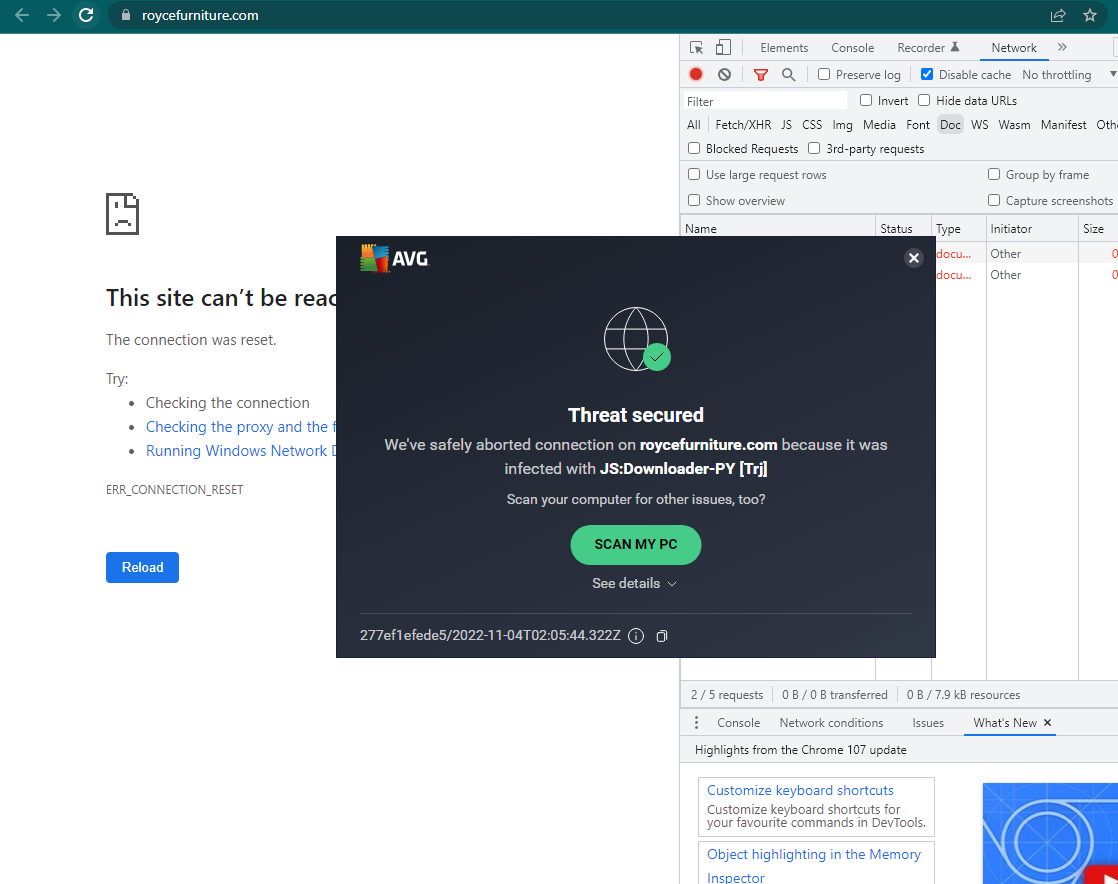 roycefurniture.com
Elements Console Recorder Network
Preserve log Disable cache No throttling
Filter Invert Hide data URLs
All Fetch/XHR JS CSS Img Media Font Doc WS Wasm Manifest Oth
Blocked Requests 3rd-party requests
Use large request rows Group by frame
Show overview Capture screenshots
Name Status Type Initiator Size
docu... Other 0
docu... Other 0
This site can’t be reac
The connection was reset.
Try:
Checking the connection
Checking the proxy and the f
Running Windows Network D
ERR_CONNECTION_RESET
Reload
AVG
Threat secured
We've safely aborted connection on roycefurniture.com because it was
infected with JS:Downloader-PY [Trj]
Scan your computer for other issues, too?
SCAN MY PC
See details
277ef1efede5/2022-11-04T02:05:44.322Z
2 / 5 requests 0 B / 0 B transferred 0 B / 7.9 kB resources
Console Network conditions Issues What's New
Highlights from the Chrome 107 update
Customize keyboard shortcuts
Customize keyboard shortcuts for
your favourite commands in DevTools.
Object highlighting in the Memory
Inspector